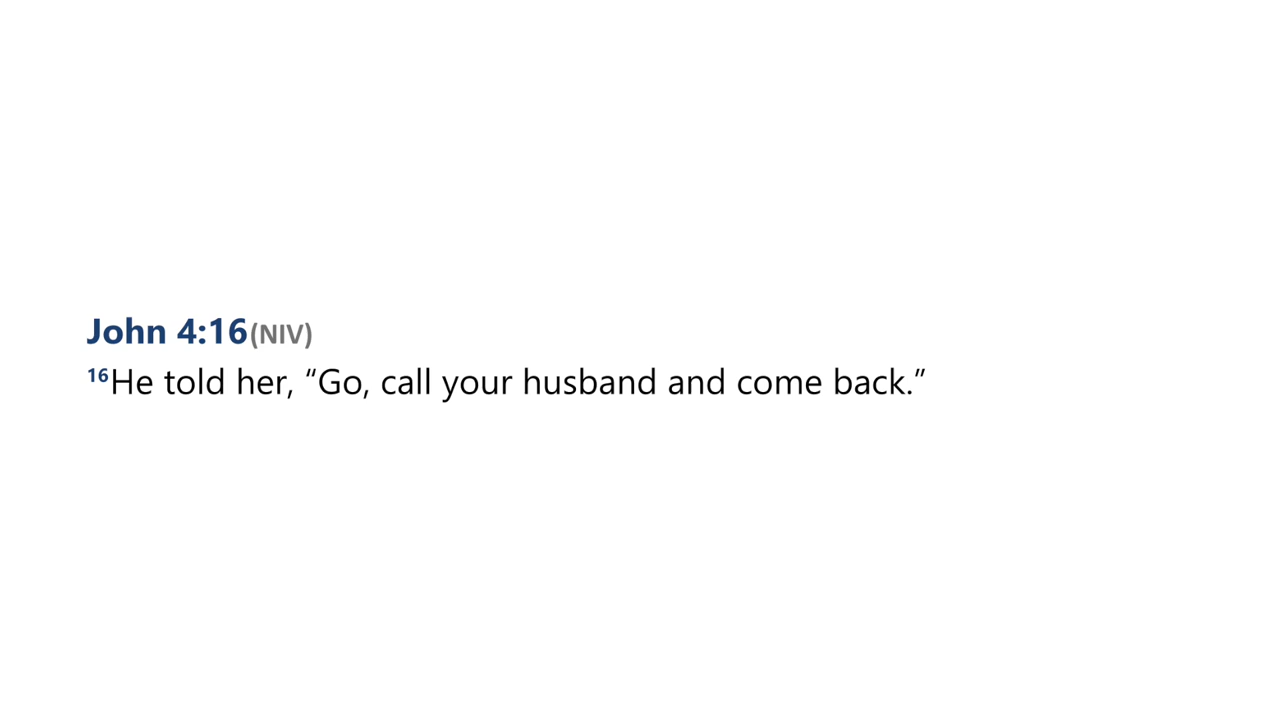 John 4:16(NIV)
16He told her, “Go, call your husband and come back.”